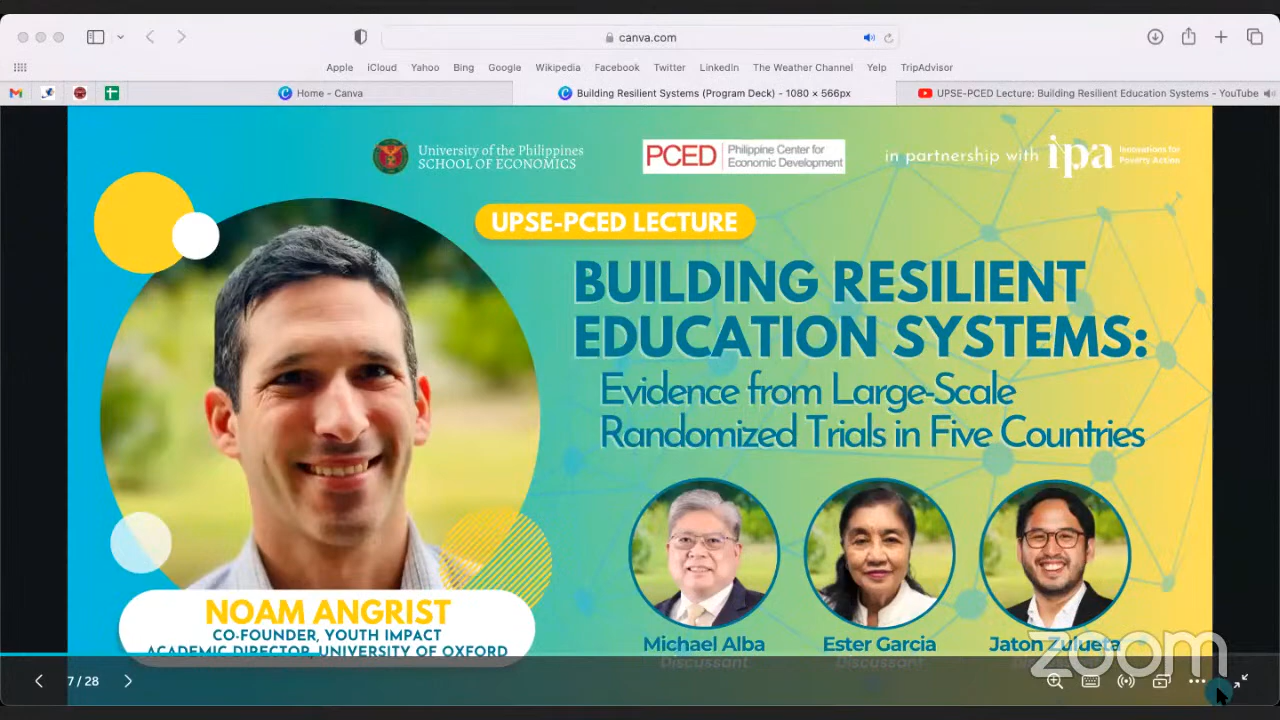 canva.com
Apple iCloud Yahoo Bing Google Wikipedia Facebook Twitter LinkedIn The Weather Channel Yelp TripAdvisor
Home - Canva
Building Resilient Systems (Program Deck) - 1080 × 566px
UPSE-PCED Lecture: Building Resilient Education Systems - YouTube
University of the Philippines
SCHOOL OF ECONOMICS
PCED
Philippine Center for
Economic Development
in partnership with ipa
Innovations for
Poverty Action
UPSE-PCED LECTURE
BUILDING RESILIENT
EDUCATION SYSTEMS:
Evidence from Large-Scale
Randomized Trials in Five Countries
NOAM ANGRIST
CO-FOUNDER, YOUTH IMPACT
ACADEMIC DIRECTOR, UNIVERSITY OF OXFORD
Michael Alba
Discussant
Ester Garcia
Discussant
Jaton Zulueta
zoom
7 / 28